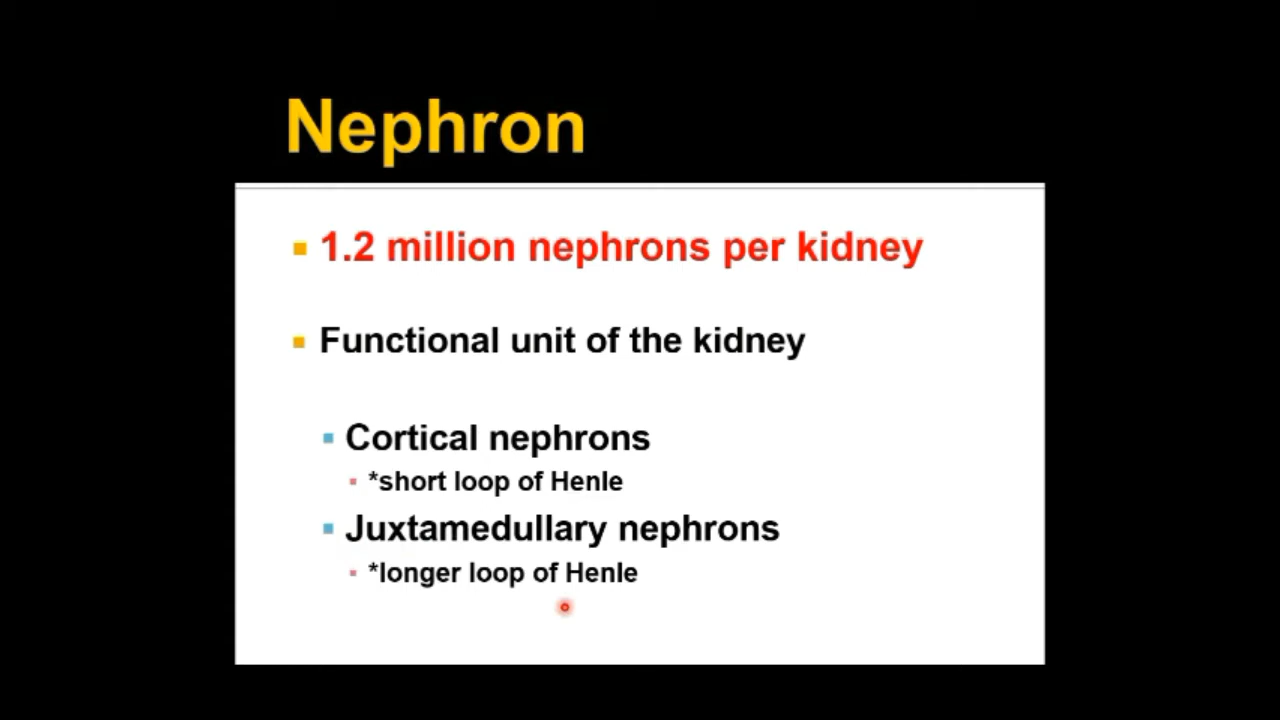 Nephron
1.2 million nephrons per kidney
Functional unit of the kidney
Cortical nephrons
*short loop of Henle
Juxtamedullary nephrons
*longer loop of Henle